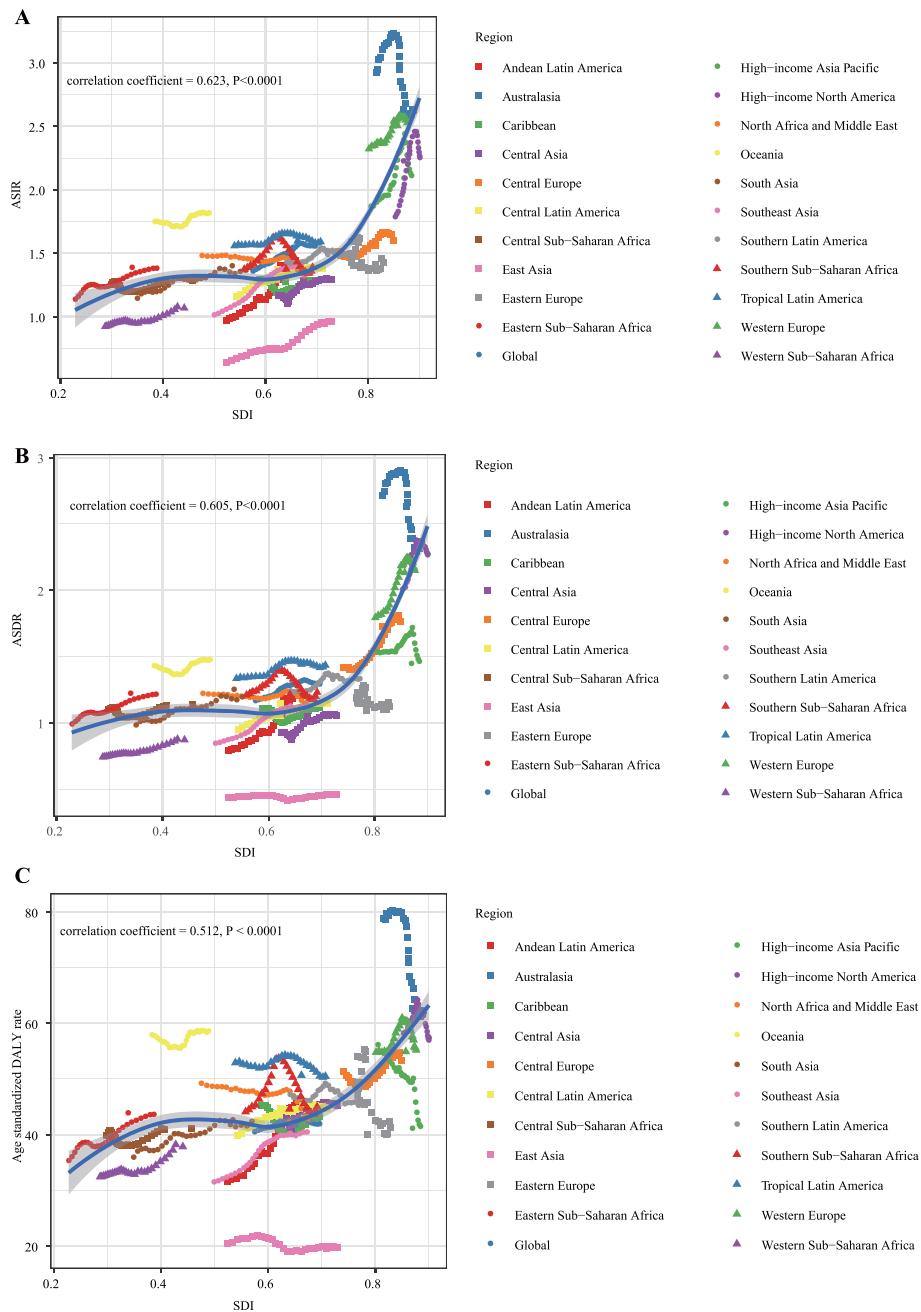 A
correlation coefficient = 0.623, P<0.0001
3.0
2.5
2.0
1.5
1.0
ASIR
0.2 0.4 0.6 0.8
SDI
Region
Andean Latin America
Australasia
Caribbean
Central Asia
Central Europe
Central Latin America
Central Sub−Saharan Africa
East Asia
Eastern Europe
Eastern Sub−Saharan Africa
Global
High−income Asia Pacific
High−income North America
North Africa and Middle East
Oceania
South Asia
Southeast Asia
Southern Latin America
Southern Sub−Saharan Africa
Tropical Latin America
Western Europe
Western Sub−Saharan Africa
B
correlation coefficient = 0.605, P<0.0001
3
2
1
ASDR
0.2 0.4 0.6 0.8
SDI
Region
Andean Latin America
Australasia
Caribbean
Central Asia
Central Europe
Central Latin America
Central Sub−Saharan Africa
East Asia
Eastern Europe
Eastern Sub−Saharan Africa
Global
High−income Asia Pacific
High−income North America
North Africa and Middle East
Oceania
South Asia
Southeast Asia
Southern Latin America
Southern Sub−Saharan Africa
Tropical Latin America
Western Europe
Western Sub−Saharan Africa
C
correlation coefficient = 0.512, P < 0.0001
80
60
40
20
Age standardized DALY rate
0.2 0.4 0.6 0.8
SDI
Region
Andean Latin America
Australasia
Caribbean
Central Asia
Central Europe
Central Latin America
Central Sub−Saharan Africa
East Asia
Eastern Europe
Eastern Sub−Saharan Africa
Global
High−income Asia Pacific
High−income North America
North Africa and Middle East
Oceania
South Asia
Southeast Asia
Southern Latin America
Southern Sub−Saharan Africa
Tropical Latin America
Western Europe
Western Sub−Saharan Africa